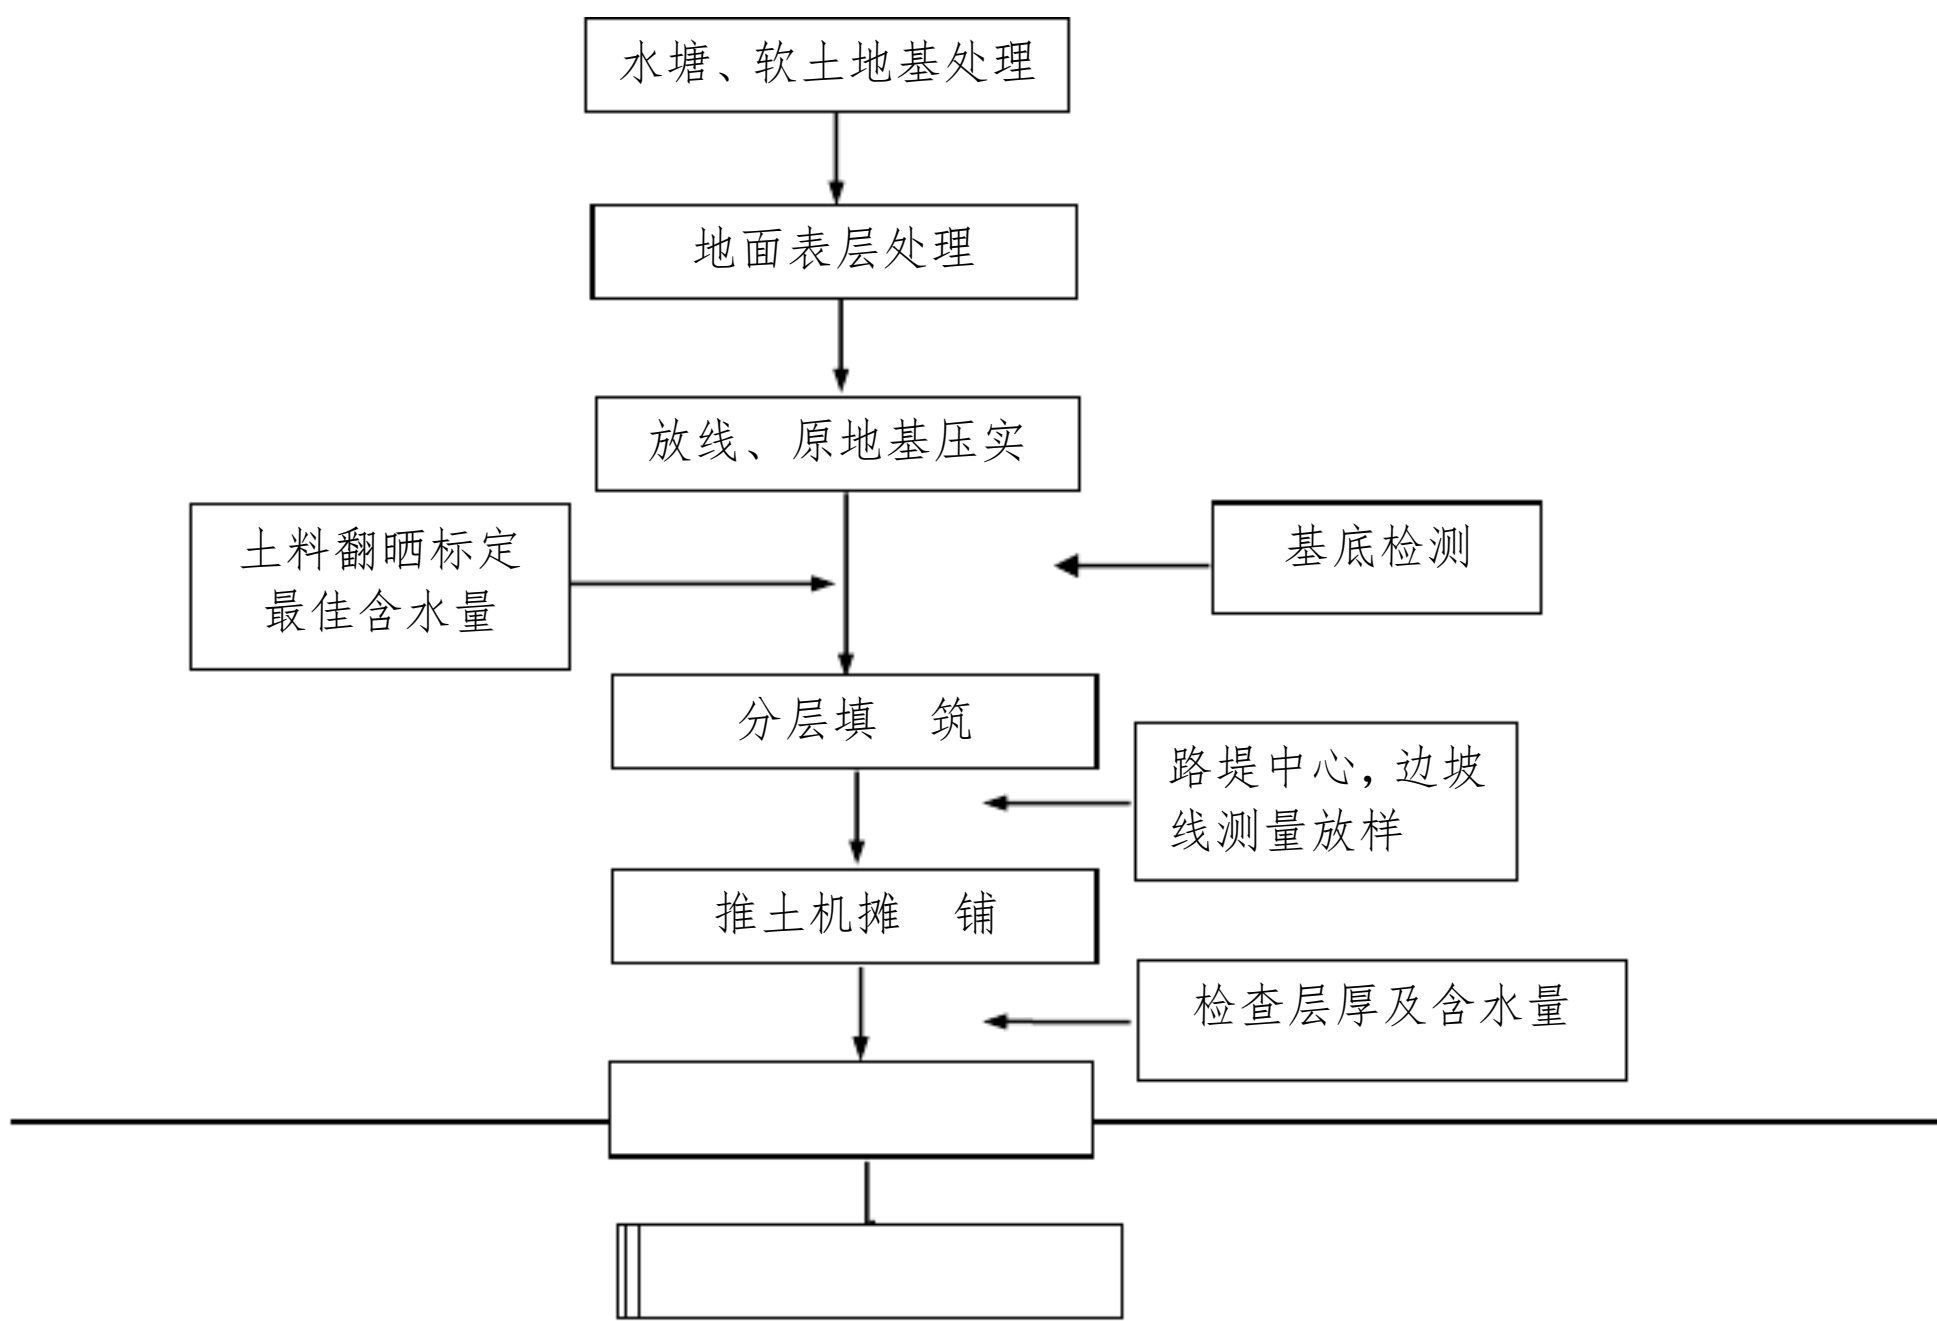 水塘、软土地基处理
地面表层处理
放线、原地基压实
土料翻晒标定
最佳含水量
基底检测
分层填 筑
路堤中心，边坡
线测量放样
推土机摊 铺
检查层厚及含水量